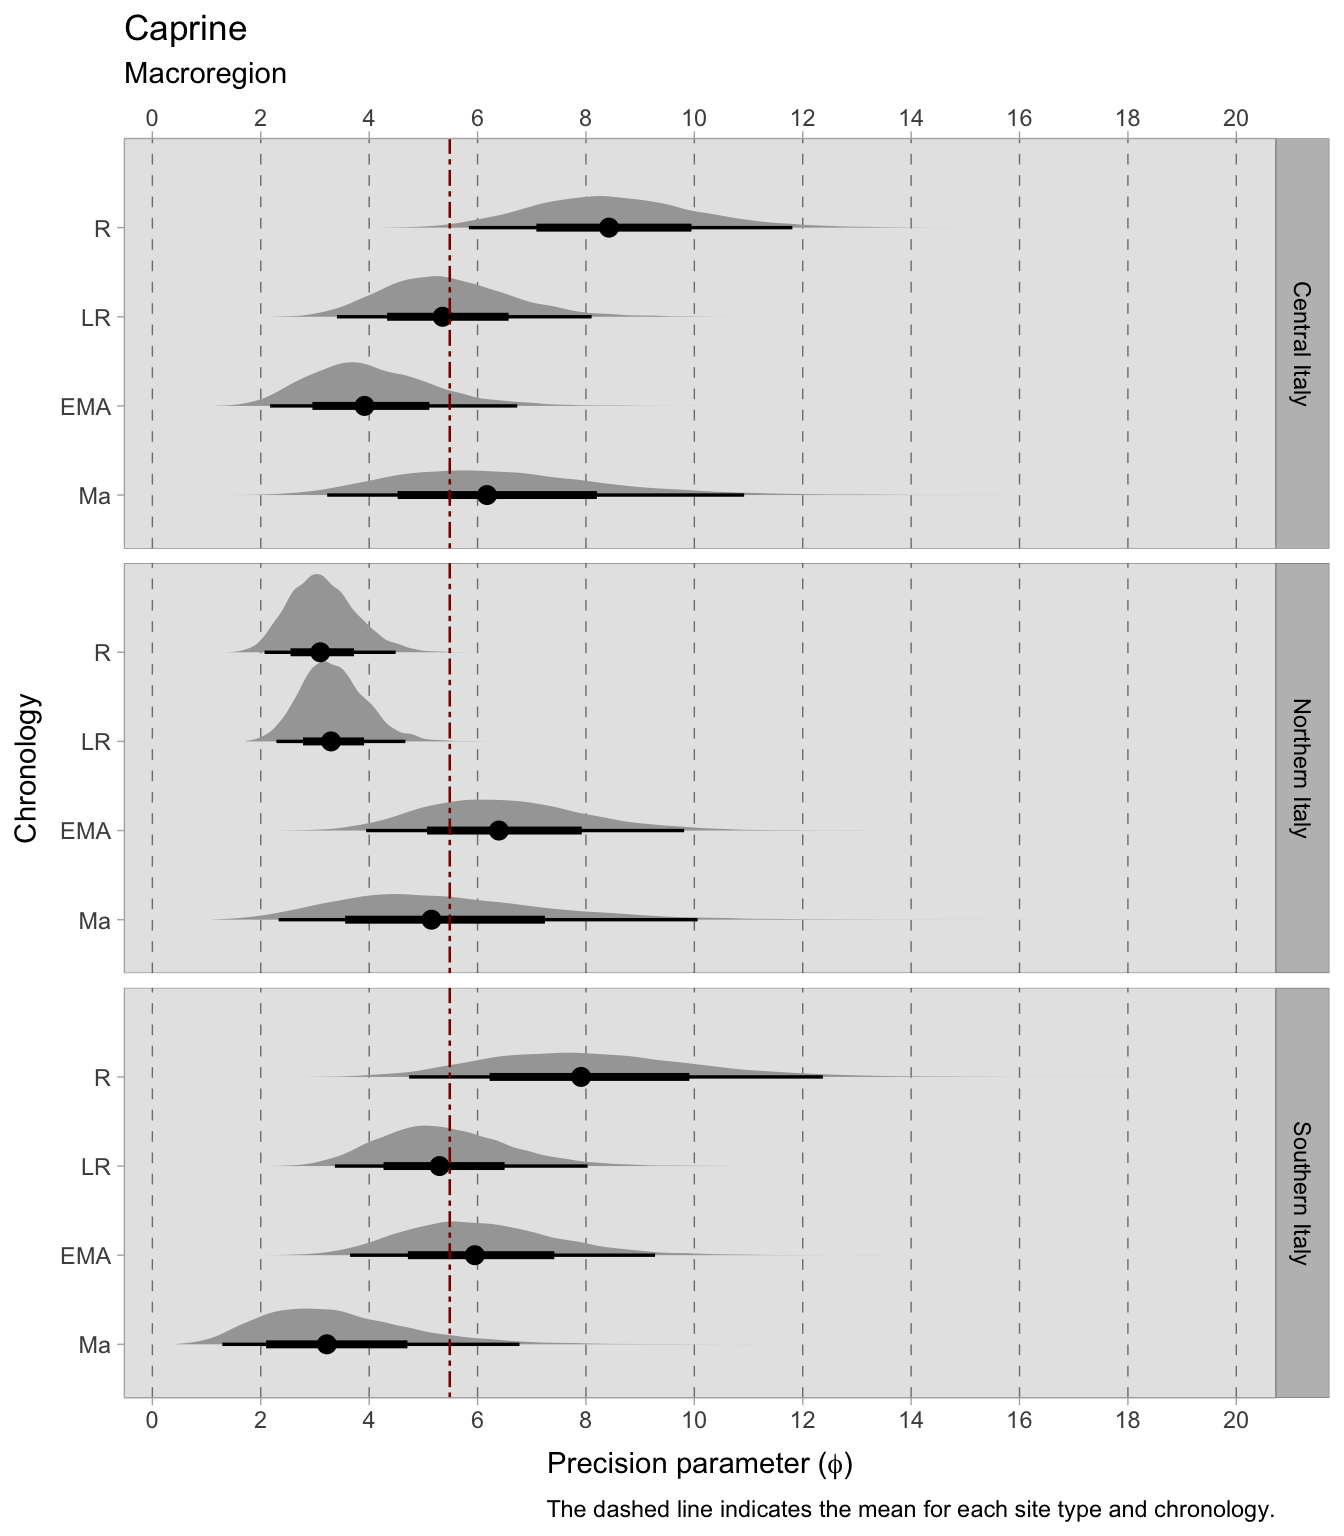 Caprine
Macroregion
0 2 4 6 8 10 12 14 16 18 20
R
LR
EMA
Ma
Central Italy
R
LR
EMA
Ma
Northern Italy
Chronology
R
LR
EMA
Ma
Southern Italy
0 2 4 6 8 10 12 14 16 18 20
Precision parameter (ϕ)
The dashed line indicates the mean for each site type and chronology.